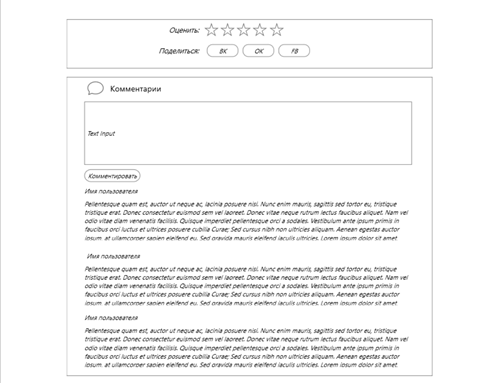 Оценить:
Поделиться: ВК ОК FB
Комментарии
Text input
Комментировать
Имя пользователя
Pellentesque quam est, auctor ut neque ac, lacinia posuere nisi. Nunc enim mauris, sagittis sed tortor eu, tristique
tristique erat. Donec consectetur euismod sem vel laoreet. Donec vitae neque rutrum lectus faucibus aliquet. Nam vel
odio vitae diam venenatis facilisis. Quisque imperdiet pellentesque orci a sodales. Vestibulum ante ipsum primis in
faucibus orci luctus et ultrices posuere cubilia Curae; Sed cursus nibh non ultricies aliquam. Aenean egestas auctor
ipsum, at ullamcorper sapien eleifend eu. Sed gravida mauris eleifend iaculis ultricies. Lorem ipsum dolor sit amet,
Имя пользователя
Pellentesque quam est, auctor ut neque ac, lacinia posuere nisi. Nunc enim mauris, sagittis sed tortor eu, tristique
tristique erat. Donec consectetur euismod sem vel laoreet. Donec vitae neque rutrum lectus faucibus aliquet. Nam vel
odio vitae diam venenatis facilisis. Quisque imperdiet pellentesque orci a sodales. Vestibulum ante ipsum primis in
faucibus orci luctus et ultrices posuere cubilia Curae; Sed cursus nibh non ultricies aliquam. Aenean egestas auctor
ipsum, at ullamcorper sapien eleifend eu. Sed gravida mauris eleifend iaculis ultricies. Lorem ipsum dolor sit amet,
Имя пользователя
Pellentesque quam est, auctor ut neque ac, lacinia posuere nisi. Nunc enim mauris, sagittis sed tortor eu, tristique
tristique erat. Donec consectetur euismod sem vel laoreet. Donec vitae neque rutrum lectus faucibus aliquet. Nam vel
odio vitae diam venenatis facilisis. Quisque imperdiet pellentesque orci a sodales. Vestibulum ante ipsum primis in
faucibus orci luctus et ultrices posuere cubilia Curae; Sed cursus nibh non ultricies aliquam. Aenean egestas auctor
ipsum, at ullamcorper sapien eleifend eu. Sed gravida mauris eleifend iaculis ultricies. Lorem ipsum dolor sit amet,